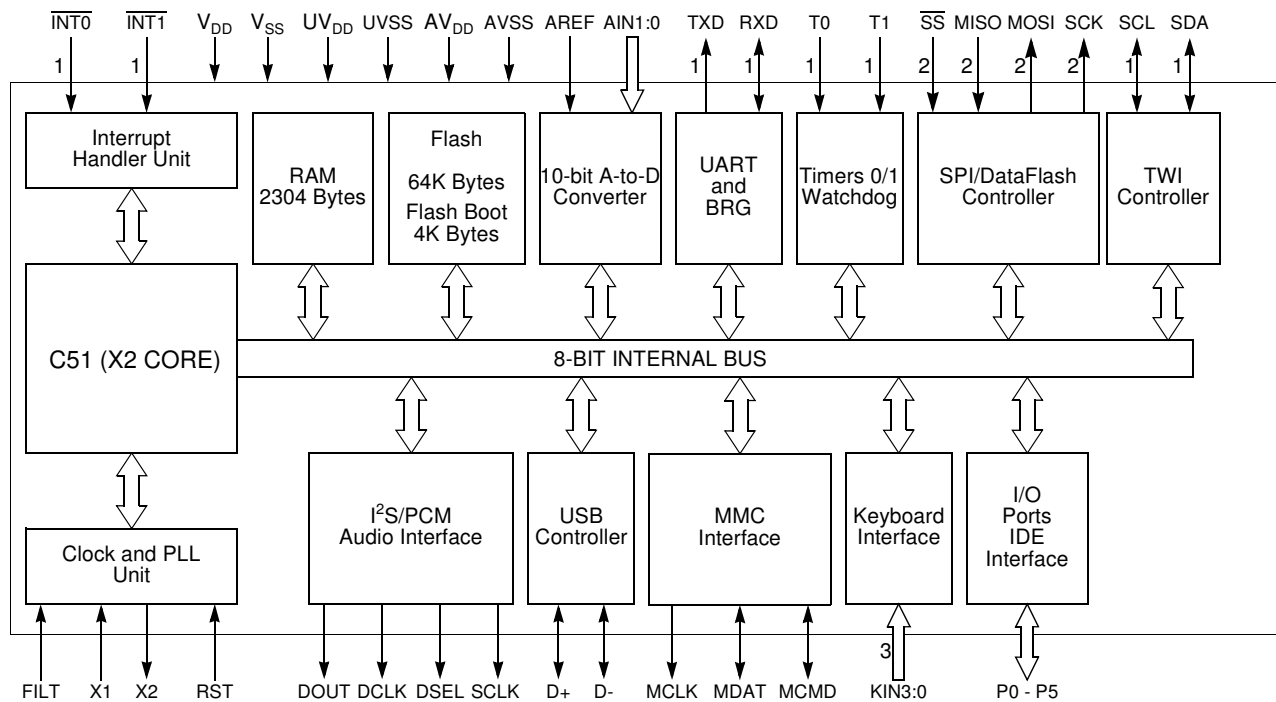 INT0 INT1 VDD VSS UVDD UVSS AVDD AVSS AREF AIN1:0 TXD RXD T0 T1 SS MISO MOSI SCK SCL SDA
1 1 1 1 1 1 2 2 2 2 1 1
Interrupt
Handler Unit
RAM
2304 Bytes
Flash
64K Bytes
Flash Boot
4K Bytes
10-bit A-to-D
Converter
UART
and
BRG
Timers 0/1
Watchdog
SPI/DataFlash
Controller
TWI
Controller
C51 (X2 CORE)
8-BIT INTERNAL BUS
Clock and PLL
Unit
I²S/PCM
Audio Interface
USB
Controller
MMC
Interface
Keyboard
Interface
I/O
Ports
IDE
Interface
3
FILT X1 X2 RST DOUT DCLK DSEL SCLK D+ D- MCLK MDAT MCMD KIN3:0 P0 - P5